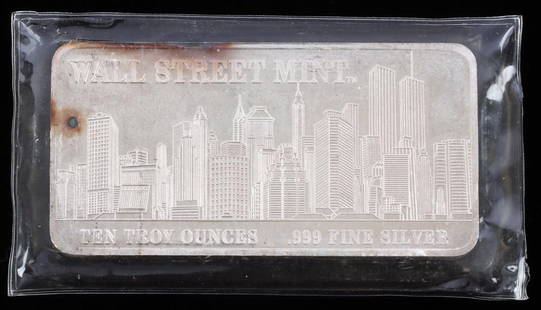 WALL STREET MINT™
TEN TROY OUNCES .999 FINE SILVER